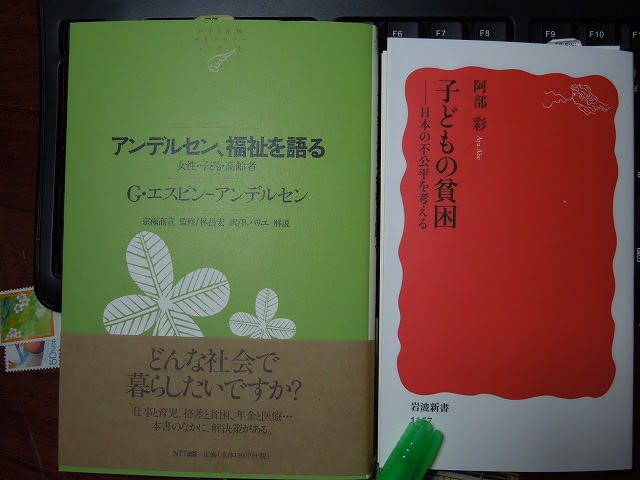 アンデルセン、福祉を語る
女性・子ども・高齢者
G・エスピン=アンデルセン
京極髙宣 監修/林昌宏 訳/B.パリエ 解説
どんな社会で
暮らしたいですか?
仕事と育児、格差と貧困、年金と医療…
本書のなかに、解決策がある。
NTT出版
阿部 彩
Aya Abe
子どもの貧困
──日本の不公平を考える
岩波新書
F6
F7
F8
F9
F10
50